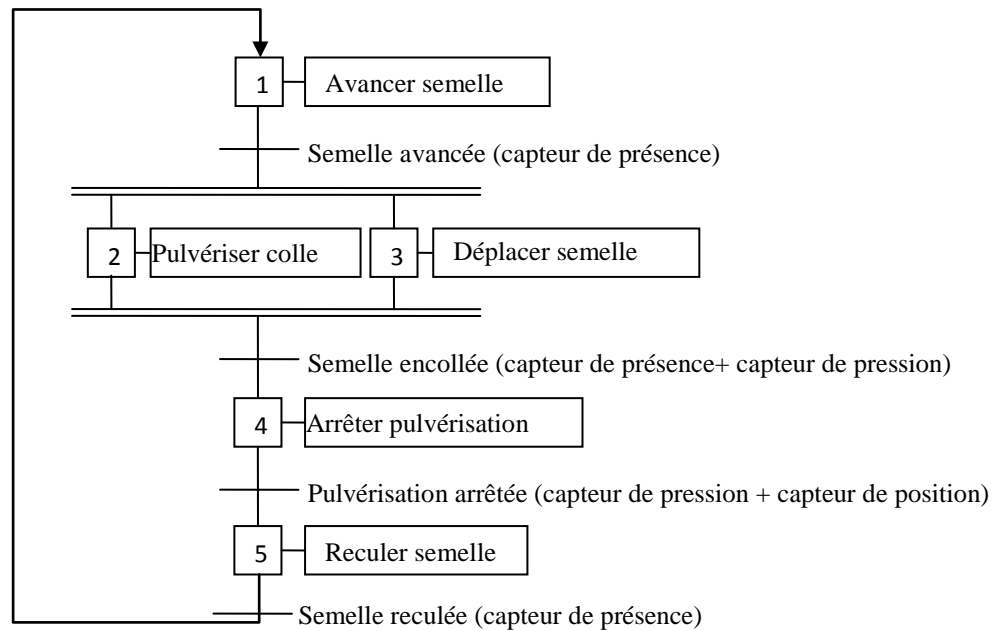 1 Avancer semelle
Semelle avancée (capteur de présence)
2 Pulvériser colle 3 Déplacer semelle
Semelle encollée (capteur de présence+ capteur de pression)
4 Arrêter pulvérisation
Pulvérisation arrêtée (capteur de pression + capteur de position)
5 Reculer semelle
Semelle reculée (capteur de présence)